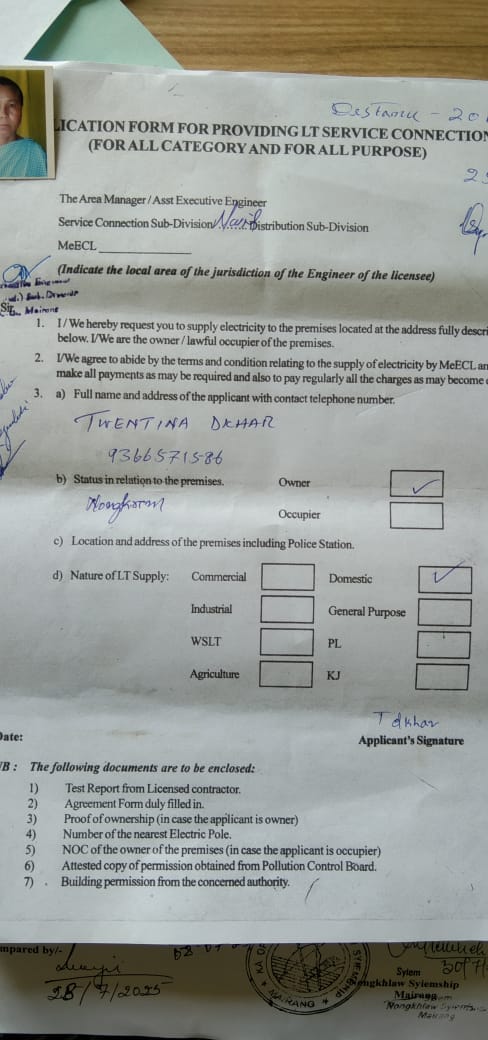 Distance - 20
LICATION FORM FOR PROVIDING LT SERVICE CONNECTION
(FOR ALL CATEGORY AND FOR ALL PURPOSE)
The Area Manager / Asst Executive Engineer
Service Connection Sub-Division/ Distribution Sub-Division
MeECL
(Indicate the local area of the jurisdiction of the Engineer of the licensee)
Sir,
Mairang
1. I / We hereby request you to supply electricity to the premises located at the address fully descri
below. I/We are the owner / lawful occupier of the premises.
2. I/We agree to abide by the terms and condition relating to the supply of electricity by MeECL an
make all payments as may be required and also to pay regularly all the charges as may become
3. a) Full name and address of the applicant with contact telephone number.
TWENTINA DKHAR
9366571586
b) Status in relation to the premises. Owner
Occupier
c) Location and address of the premises including Police Station.
d) Nature of LT Supply: Commercial Domestic
Industrial General Purpose
WSLT PL
Agriculture KJ
T dkhar
Applicant's Signature
Date:
NB : The following documents are to be enclosed:
1) Test Report from Licensed contractor.
2) Agreement Form duly filled in.
3) Proof of ownership (in case the applicant is owner)
4) Number of the nearest Electric Pole.
5) NOC of the owner of the premises (in case the applicant is occupier)
6) Attested copy of permission obtained from Pollution Control Board.
7) . Building permission from the concerned authority.
mpared by/-
28/7/2025
MAIRANG
30/7
Syiem
ongkhlaw Syiemship
Mairang
Nongkhlaw Syiemship
Mairang